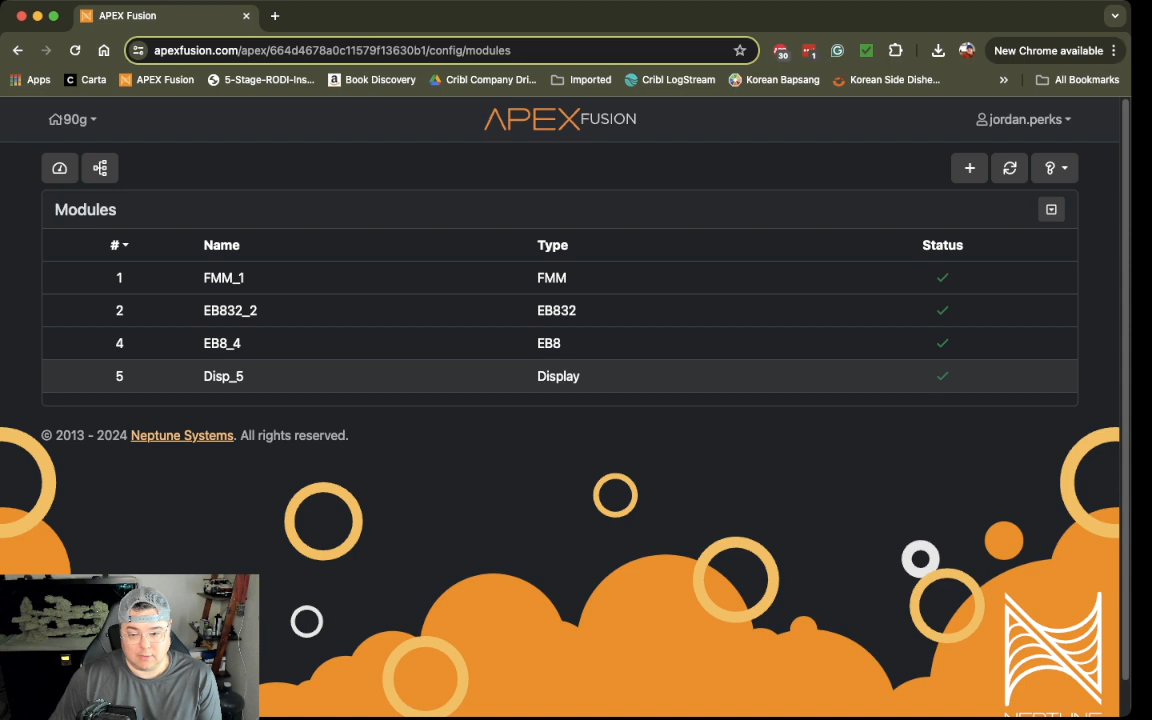 APEX Fusion
apexfusion.com/apex/664d4678a0c11579f13630b1/config/modules
30
1
New Chrome available
Apps
Carta
APEX Fusion
5-Stage-RODI-Ins...
Book Discovery
Cribl Company Dri...
Imported
Cribl LogStream
Korean Bapsang
Korean Side Dishe...
»
All Bookmarks
90g
APEX FUSION
jordan.perks
Modules
# Name Type Status
1 FMM_1 FMM
2 EB832_2 EB832
4 EB8_4 EB8
5 Disp_5 Display
© 2013 - 2024 Neptune Systems. All rights reserved.
NEPTUNE